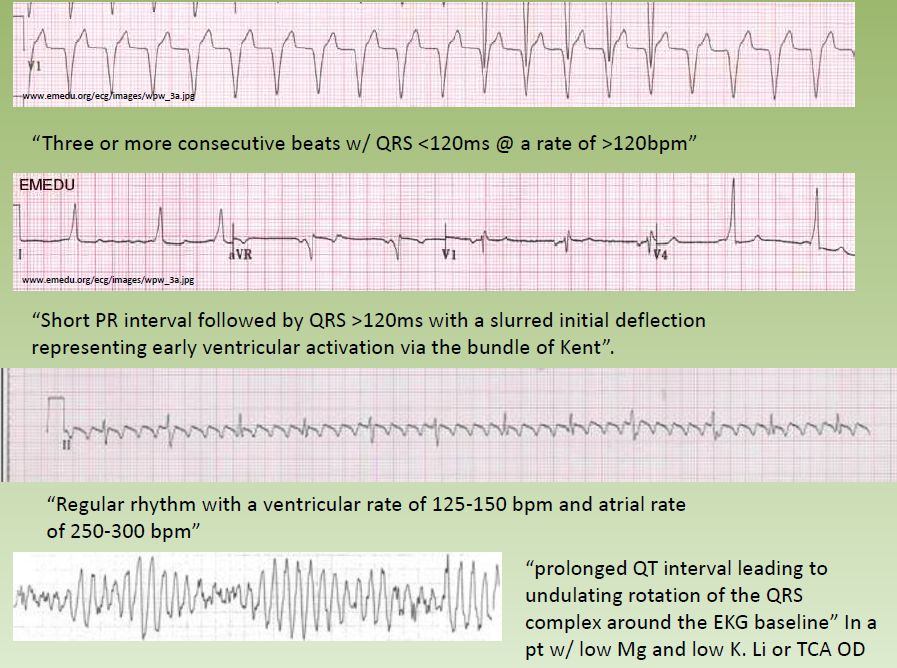 V1
www.emedu.org/ecg/images/wpw_3a.jpg
“Three or more consecutive beats w/ QRS <120ms @ a rate of >120bpm”
EMEDU
I aVR V1 V4
www.emedu.org/ecg/images/wpw_3a.jpg
“Short PR interval followed by QRS >120ms with a slurred initial deflection
representing early ventricular activation via the bundle of Kent”.
II
“Regular rhythm with a ventricular rate of 125-150 bpm and atrial rate
of 250-300 bpm”
“prolonged QT interval leading to
undulating rotation of the QRS
complex around the EKG baseline” In a
pt w/ low Mg and low K. Li or TCA OD